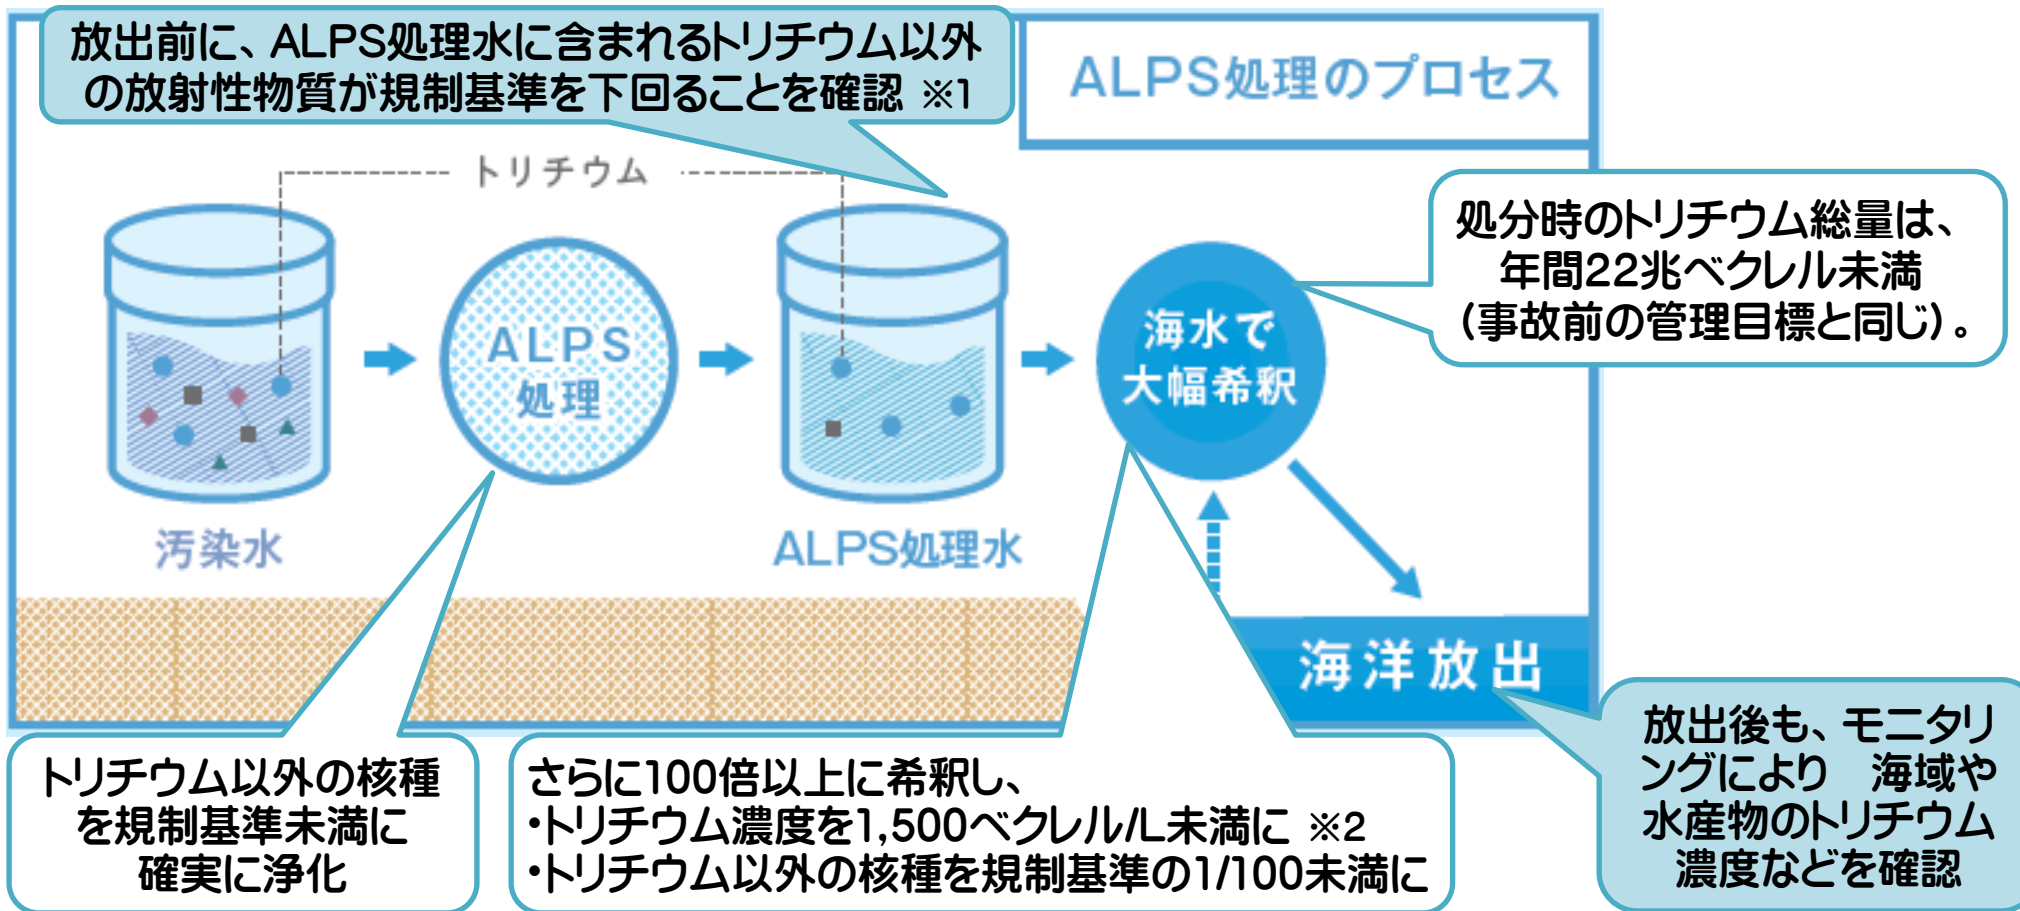 放出前に、ALPS処理水に含まれるトリチウム以外
の放射性物質が規制基準を下回ることを確認 ※1
ALPS処理のプロセス
トリチウム
処分時のトリチウム総量は、
年間22兆ベクレル未満
（事故前の管理目標と同じ）。
ALPS
処理
海水で
大幅希釈
汚染水
ALPS処理水
海洋放出
トリチウム以外の核種
を規制基準未満に
確実に浄化
さらに100倍以上に希釈し、
・トリチウム濃度を1,500ベクレル/L未満に ※2
・トリチウム以外の核種を規制基準の1/100未満に
放出後も、モニタリ
ングにより　海域や
水産物のトリチウム
濃度などを確認